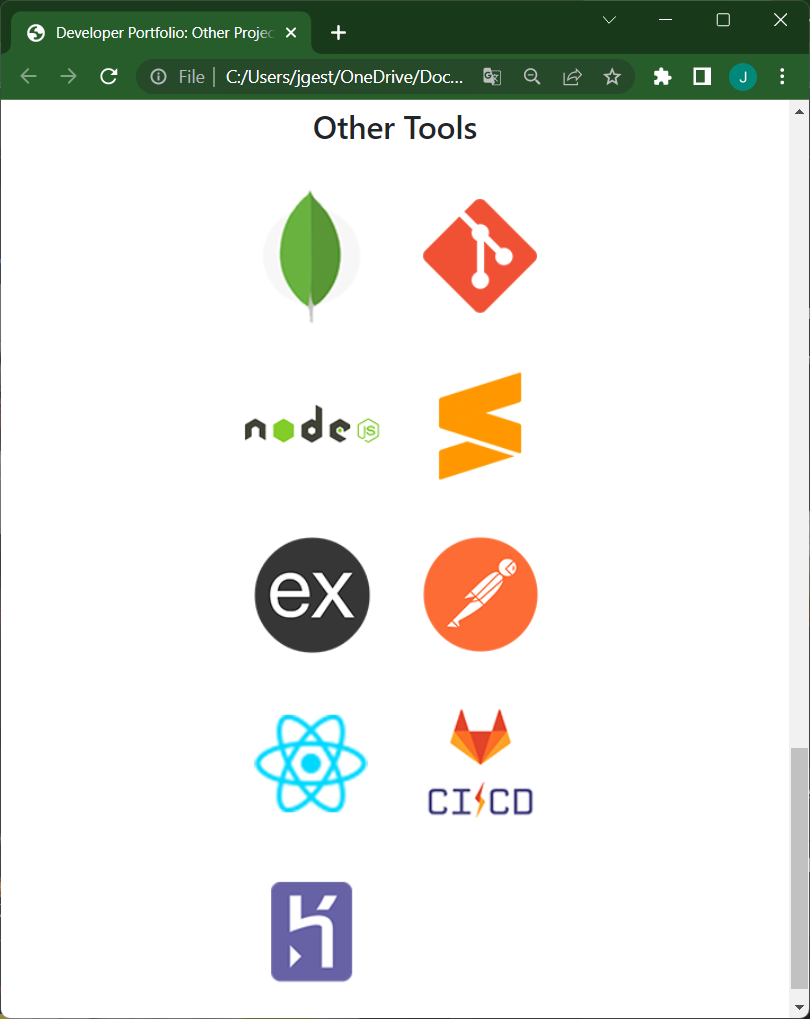 Developer Portfolio: Other Projec
File
C:/Users/jgest/OneDrive/Doc...
J
Other Tools
node JS
ex
CI CD